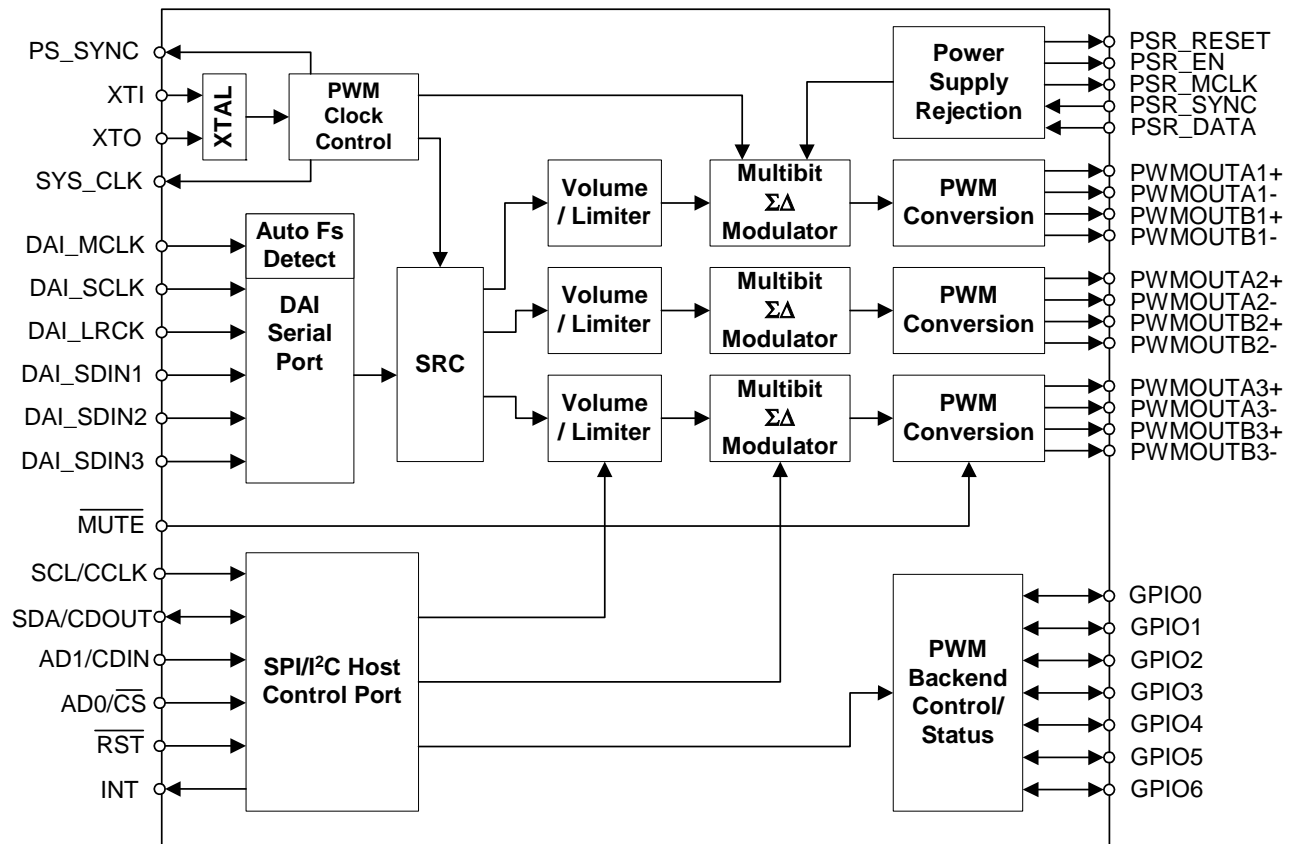 PS_SYNC
XTI
XTO
SYS_CLK
DAI_MCLK
DAI_SCLK
DAI_LRCK
DAI_SDIN1
DAI_SDIN2
DAI_SDIN3
MUTE
SCL/CCLK
SDA/CDOUT
AD1/CDIN
AD0/CS
RST
INT
XTAL
PWM
Clock
Control
Auto Fs
Detect
DAI
Serial
Port
SRC
Volume
/ Limiter
Multibit
ΣΔ
Modulator
PWM
Conversion
Volume
/ Limiter
Multibit
ΣΔ
Modulator
PWM
Conversion
Volume
/ Limiter
Multibit
ΣΔ
Modulator
PWM
Conversion
Power
Supply
Rejection
SPI/I²C Host
Control Port
PWM
Backend
Control/
Status
PSR_RESET
PSR_EN
PSR_MCLK
PSR_SYNC
PSR_DATA
PWMOUTA1+
PWMOUTA1-
PWMOUTB1+
PWMOUTB1-
PWMOUTA2+
PWMOUTA2-
PWMOUTB2+
PWMOUTB2-
PWMOUTA3+
PWMOUTA3-
PWMOUTB3+
PWMOUTB3-
GPIO0
GPIO1
GPIO2
GPIO3
GPIO4
GPIO5
GPIO6